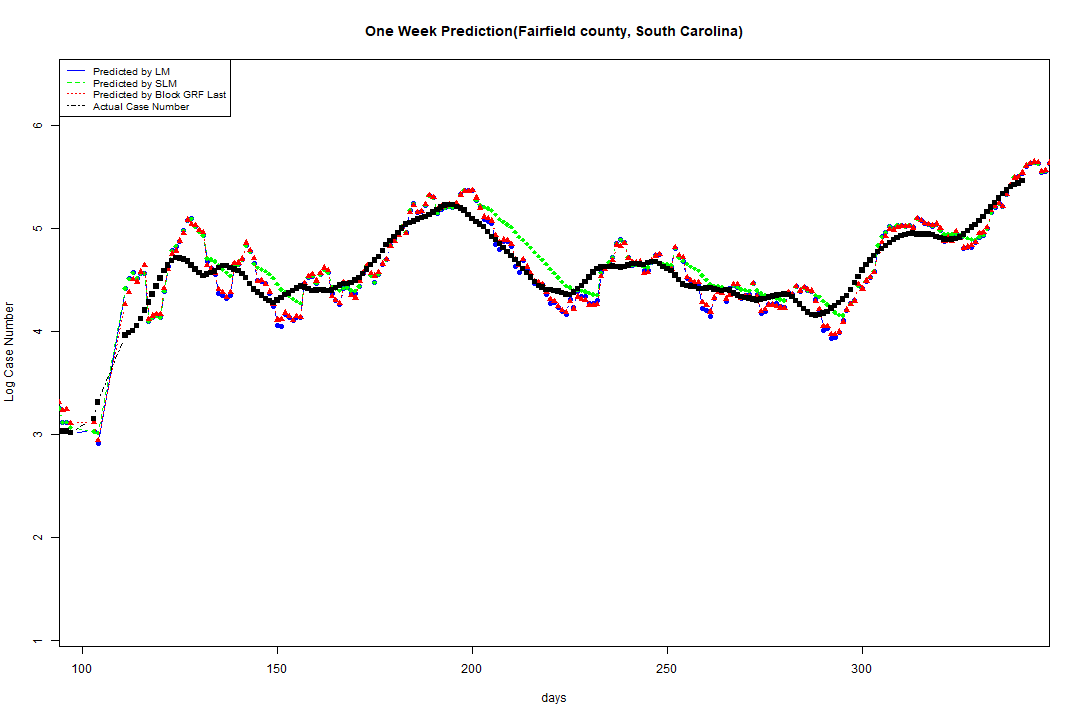 One Week Prediction(Fairfield county, South Carolina)
Predicted by LM
Predicted by SLM
Predicted by Block GRF Last
Actual Case Number
6
5
4
3
2
1
Log Case Number
100 150 200 250 300
days